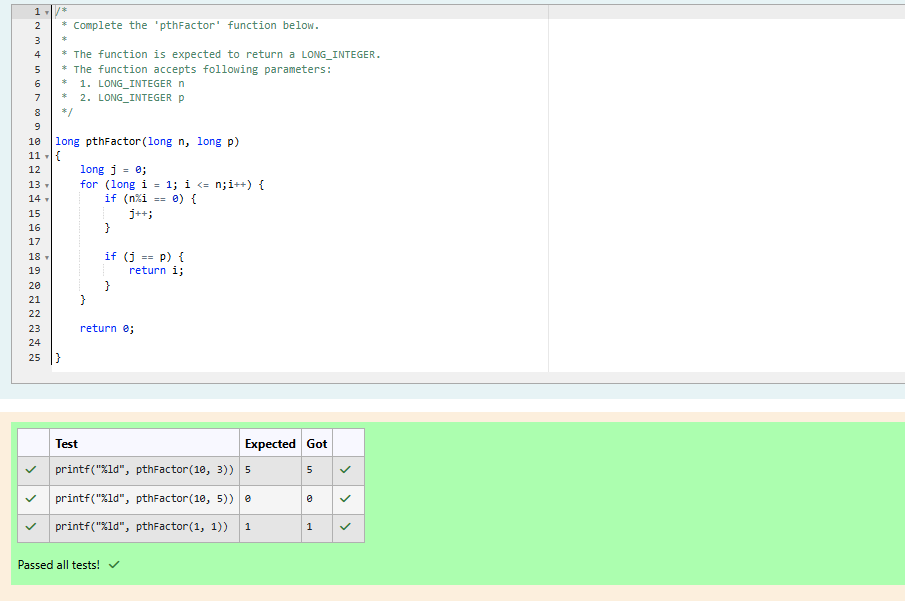 1 /*
2  * Complete the 'pthFactor' function below.
3  *
4  * The function is expected to return a LONG_INTEGER.
5  * The function accepts following parameters:
6  *  1. LONG_INTEGER n
7  *  2. LONG_INTEGER p
8  */
9
10 long pthFactor(long n, long p)
11 {
12     long j = 0;
13     for (long i = 1; i <= n;i++) {
14         if (n%i == 0) {
15             j++;
16         }
17
18         if (j == p) {
19             return i;
20         }
21     }
22
23     return 0;
24
25 }
Test Expected Got
printf("%ld", pthFactor(10, 3)) 5 5
printf("%ld", pthFactor(10, 5)) 0 0
printf("%ld", pthFactor(1, 1)) 1 1
Passed all tests!